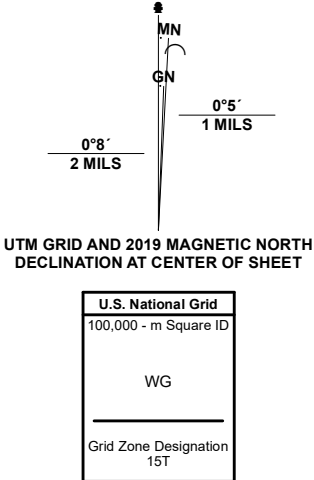 MN
GN
0°5´
1 MILS
0°8´
2 MILS
UTM GRID AND 2019 MAGNETIC NORTH
DECLINATION AT CENTER OF SHEET
U.S. National Grid
100,000 - m Square ID
WG
Grid Zone Designation
15T